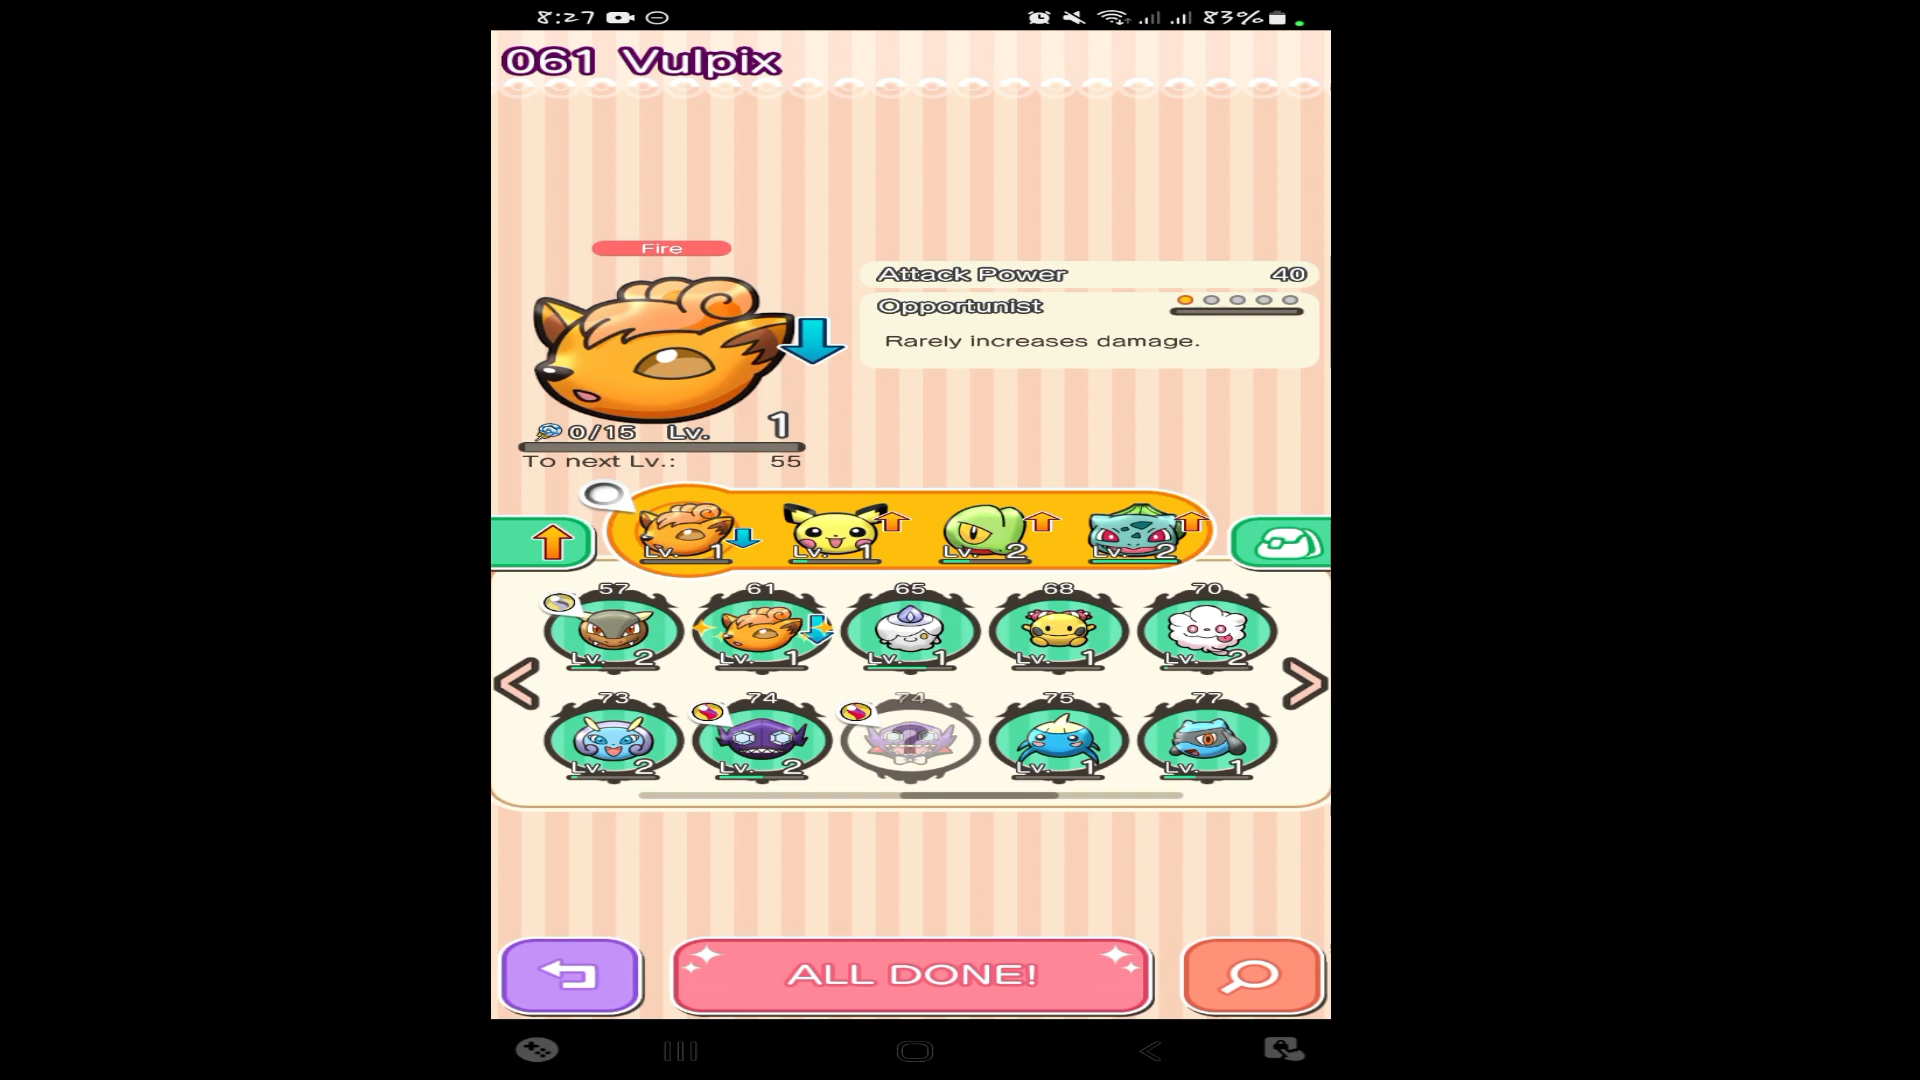 8:27 83%
061 Vulpix
Fire
Attack Power 40
Opportunist
Rarely increases damage.
0/15 Lv. 1
To next Lv.: 55
Lv. 1 Lv. 1 Lv. 2 Lv. 2
57 61 65 68 70
Lv. 2 Lv. 1 Lv. 1 Lv. 1 Lv. 2
73 74 74 75 77
Lv. 2 Lv. 2 ? Lv. 1 Lv. 1
ALL DONE!